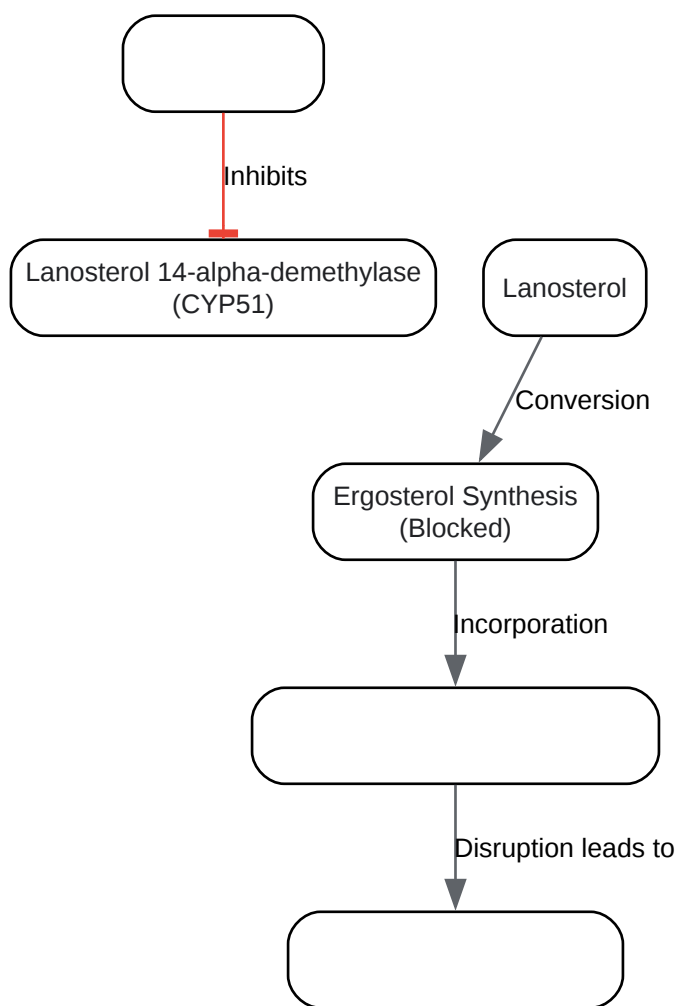 Inhibits
Lanosterol 14-alpha-demethylase
(CYP51)
Lanosterol
Conversion
Ergosterol Synthesis
(Blocked)
Incorporation
Disruption leads to